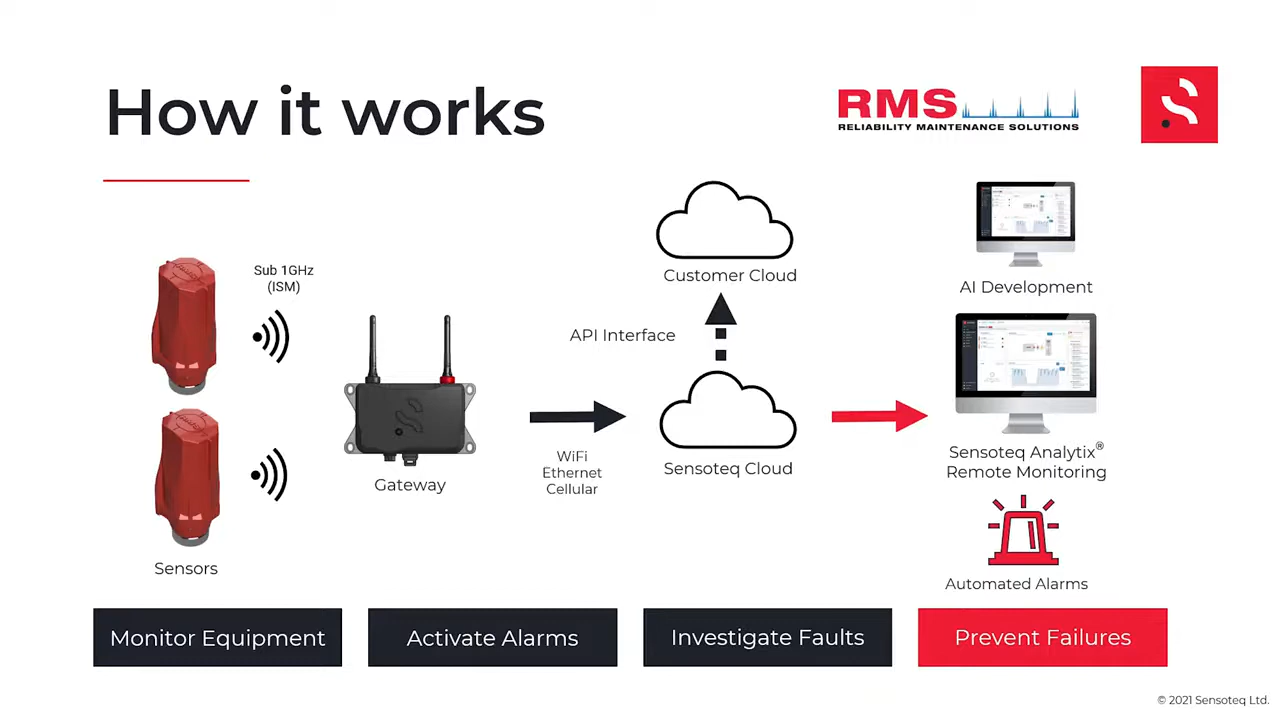 How it works
RMS
RELIABILITY MAINTENANCE SOLUTIONS
Sub 1GHz
(ISM)
Sensors
Gateway
WiFi
Ethernet
Cellular
Customer Cloud
API Interface
Sensoteq Cloud
AI Development
Sensoteq Analytix®
Remote Monitoring
Automated Alarms
Monitor Equipment
Activate Alarms
Investigate Faults
Prevent Failures
© 2021 Sensoteq Ltd.